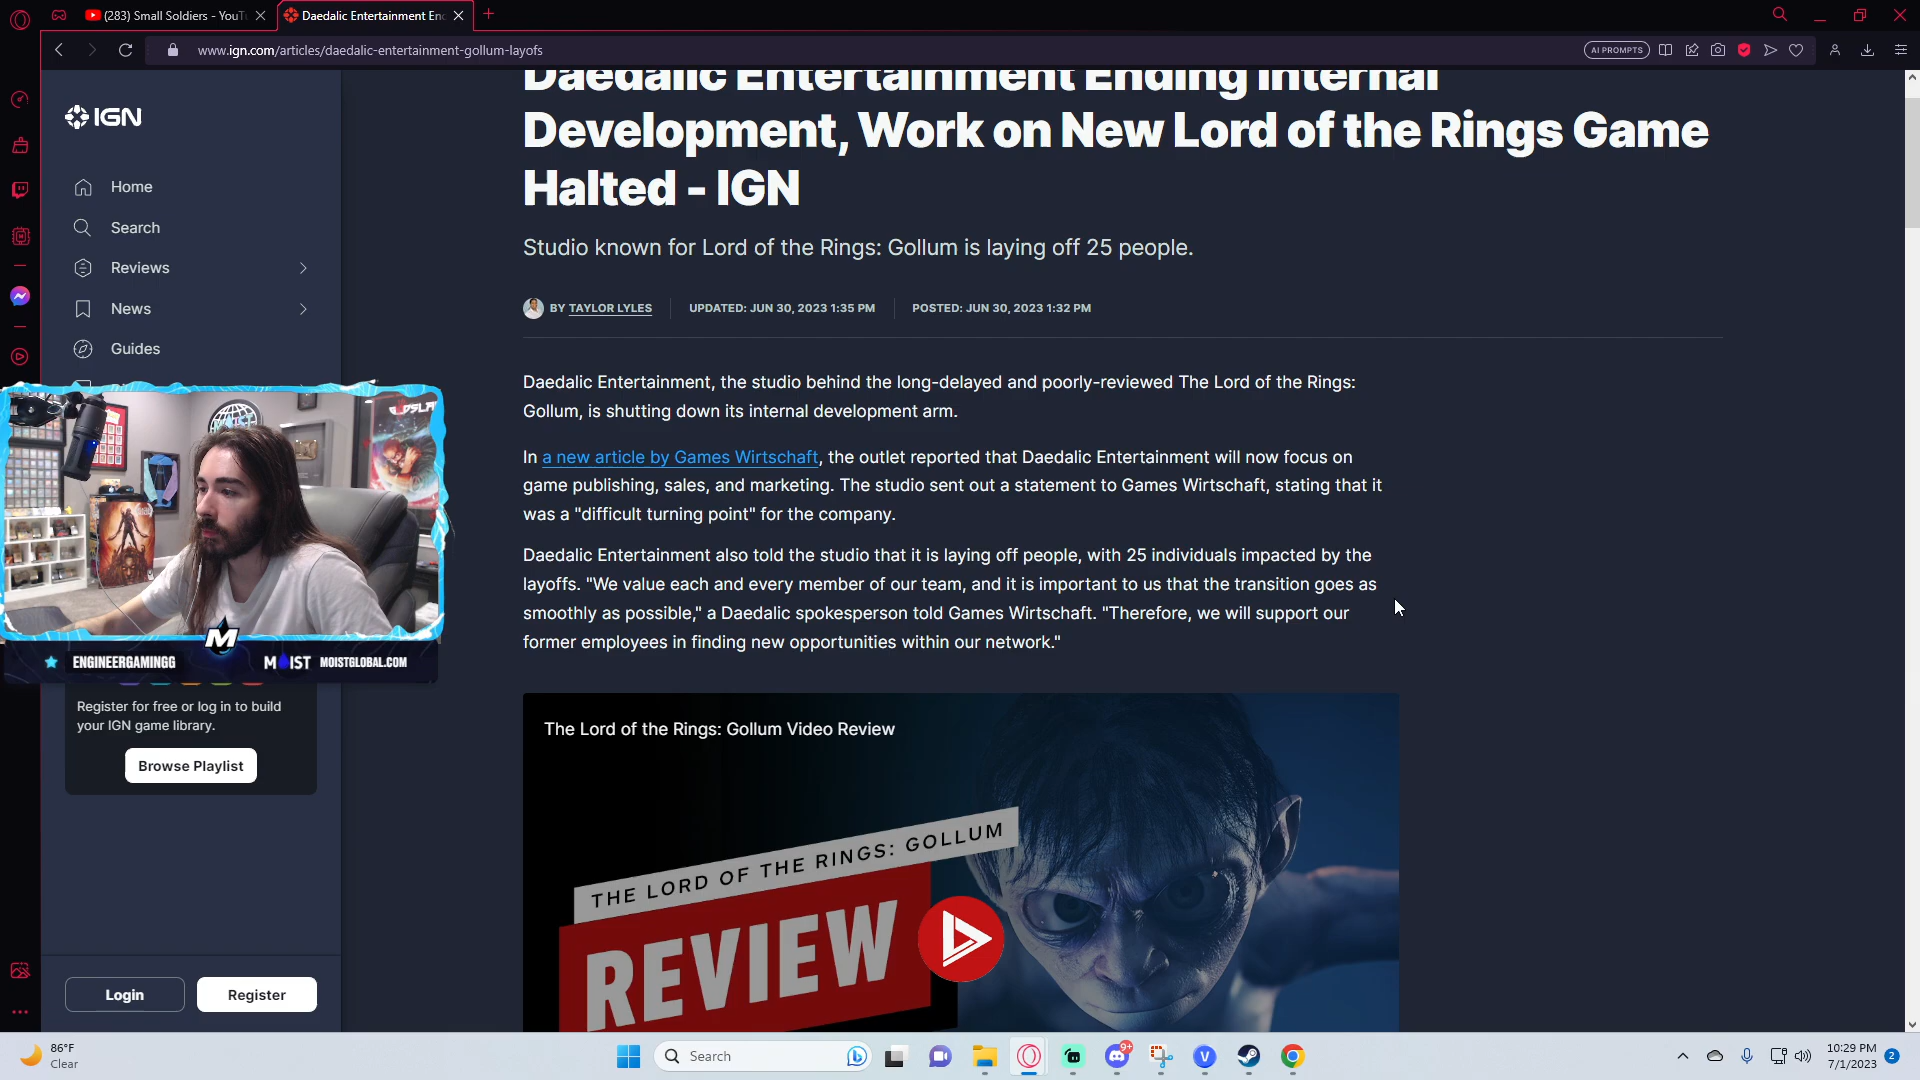 (283) Small Soldiers - YouTu
Daedalic Entertainment En
www.ign.com/articles/daedalic-entertainment-gollum-layofs
AI PROMPTS
IGN
Home
Search
Reviews
News
Guides
Daedalic Entertainment Ending Internal
Development, Work on New Lord of the Rings Game
Halted - IGN
Studio known for Lord of the Rings: Gollum is laying off 25 people.
BY TAYLOR LYLES
UPDATED: JUN 30, 2023 1:35 PM
POSTED: JUN 30, 2023 1:32 PM
Daedalic Entertainment, the studio behind the long-delayed and poorly-reviewed The Lord of the Rings:
Gollum, is shutting down its internal development arm.
In a new article by Games Wirtschaft, the outlet reported that Daedalic Entertainment will now focus on
game publishing, sales, and marketing. The studio sent out a statement to Games Wirtschaft, stating that it
was a "difficult turning point" for the company.
Daedalic Entertainment also told the studio that it is laying off people, with 25 individuals impacted by the
layoffs. "We value each and every member of our team, and it is important to us that the transition goes as
smoothly as possible," a Daedalic spokesperson told Games Wirtschaft. "Therefore, we will support our
former employees in finding new opportunities within our network."
M
ENGINEERGAMINGG
MOIST
MOISTGLOBAL.COM
Register for free or log in to build
your IGN game library.
Browse Playlist
Login
Register
The Lord of the Rings: Gollum Video Review
THE LORD OF THE RINGS: GOLLUM
REVIEW
86°F
Clear
Search
9+
V
10:29 PM
7/1/2023
2